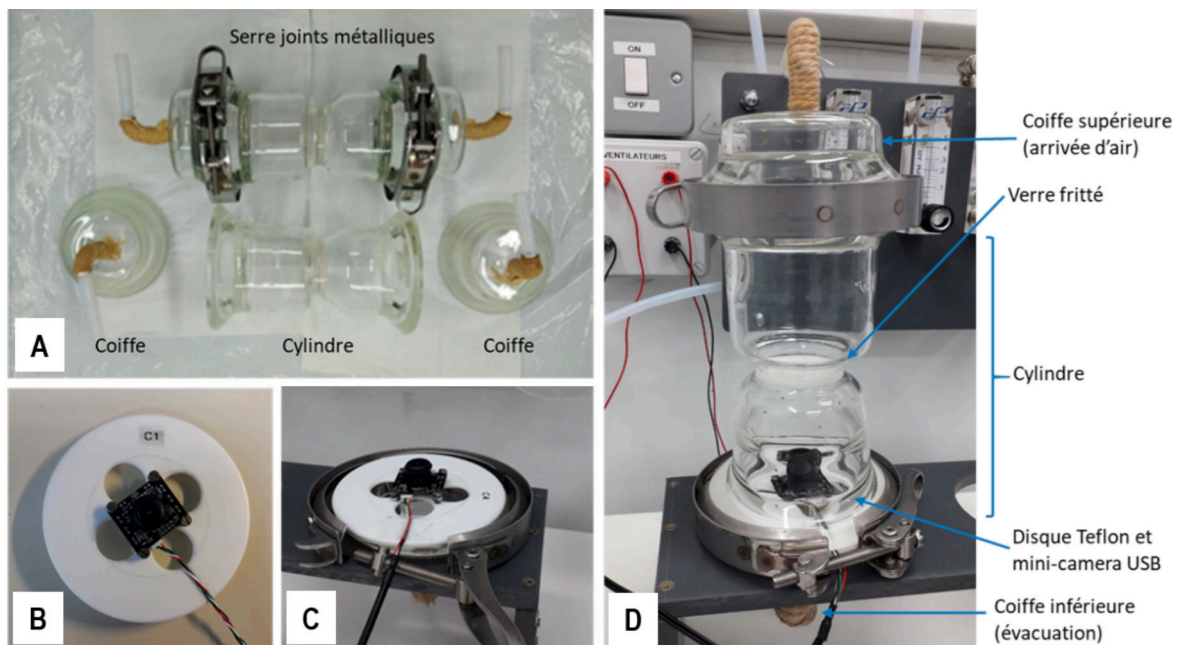 Serre joints métalliques
A
Coiffe
Cylindre
Coiffe
C1
B
C4
C
ON
OFF
VENTILATEURS
D
Coiffe supérieure
(arrivée d’air)
Verre fritté
Cylindre
Disque Teflon et
mini-camera USB
Coiffe inférieure
(évacuation)